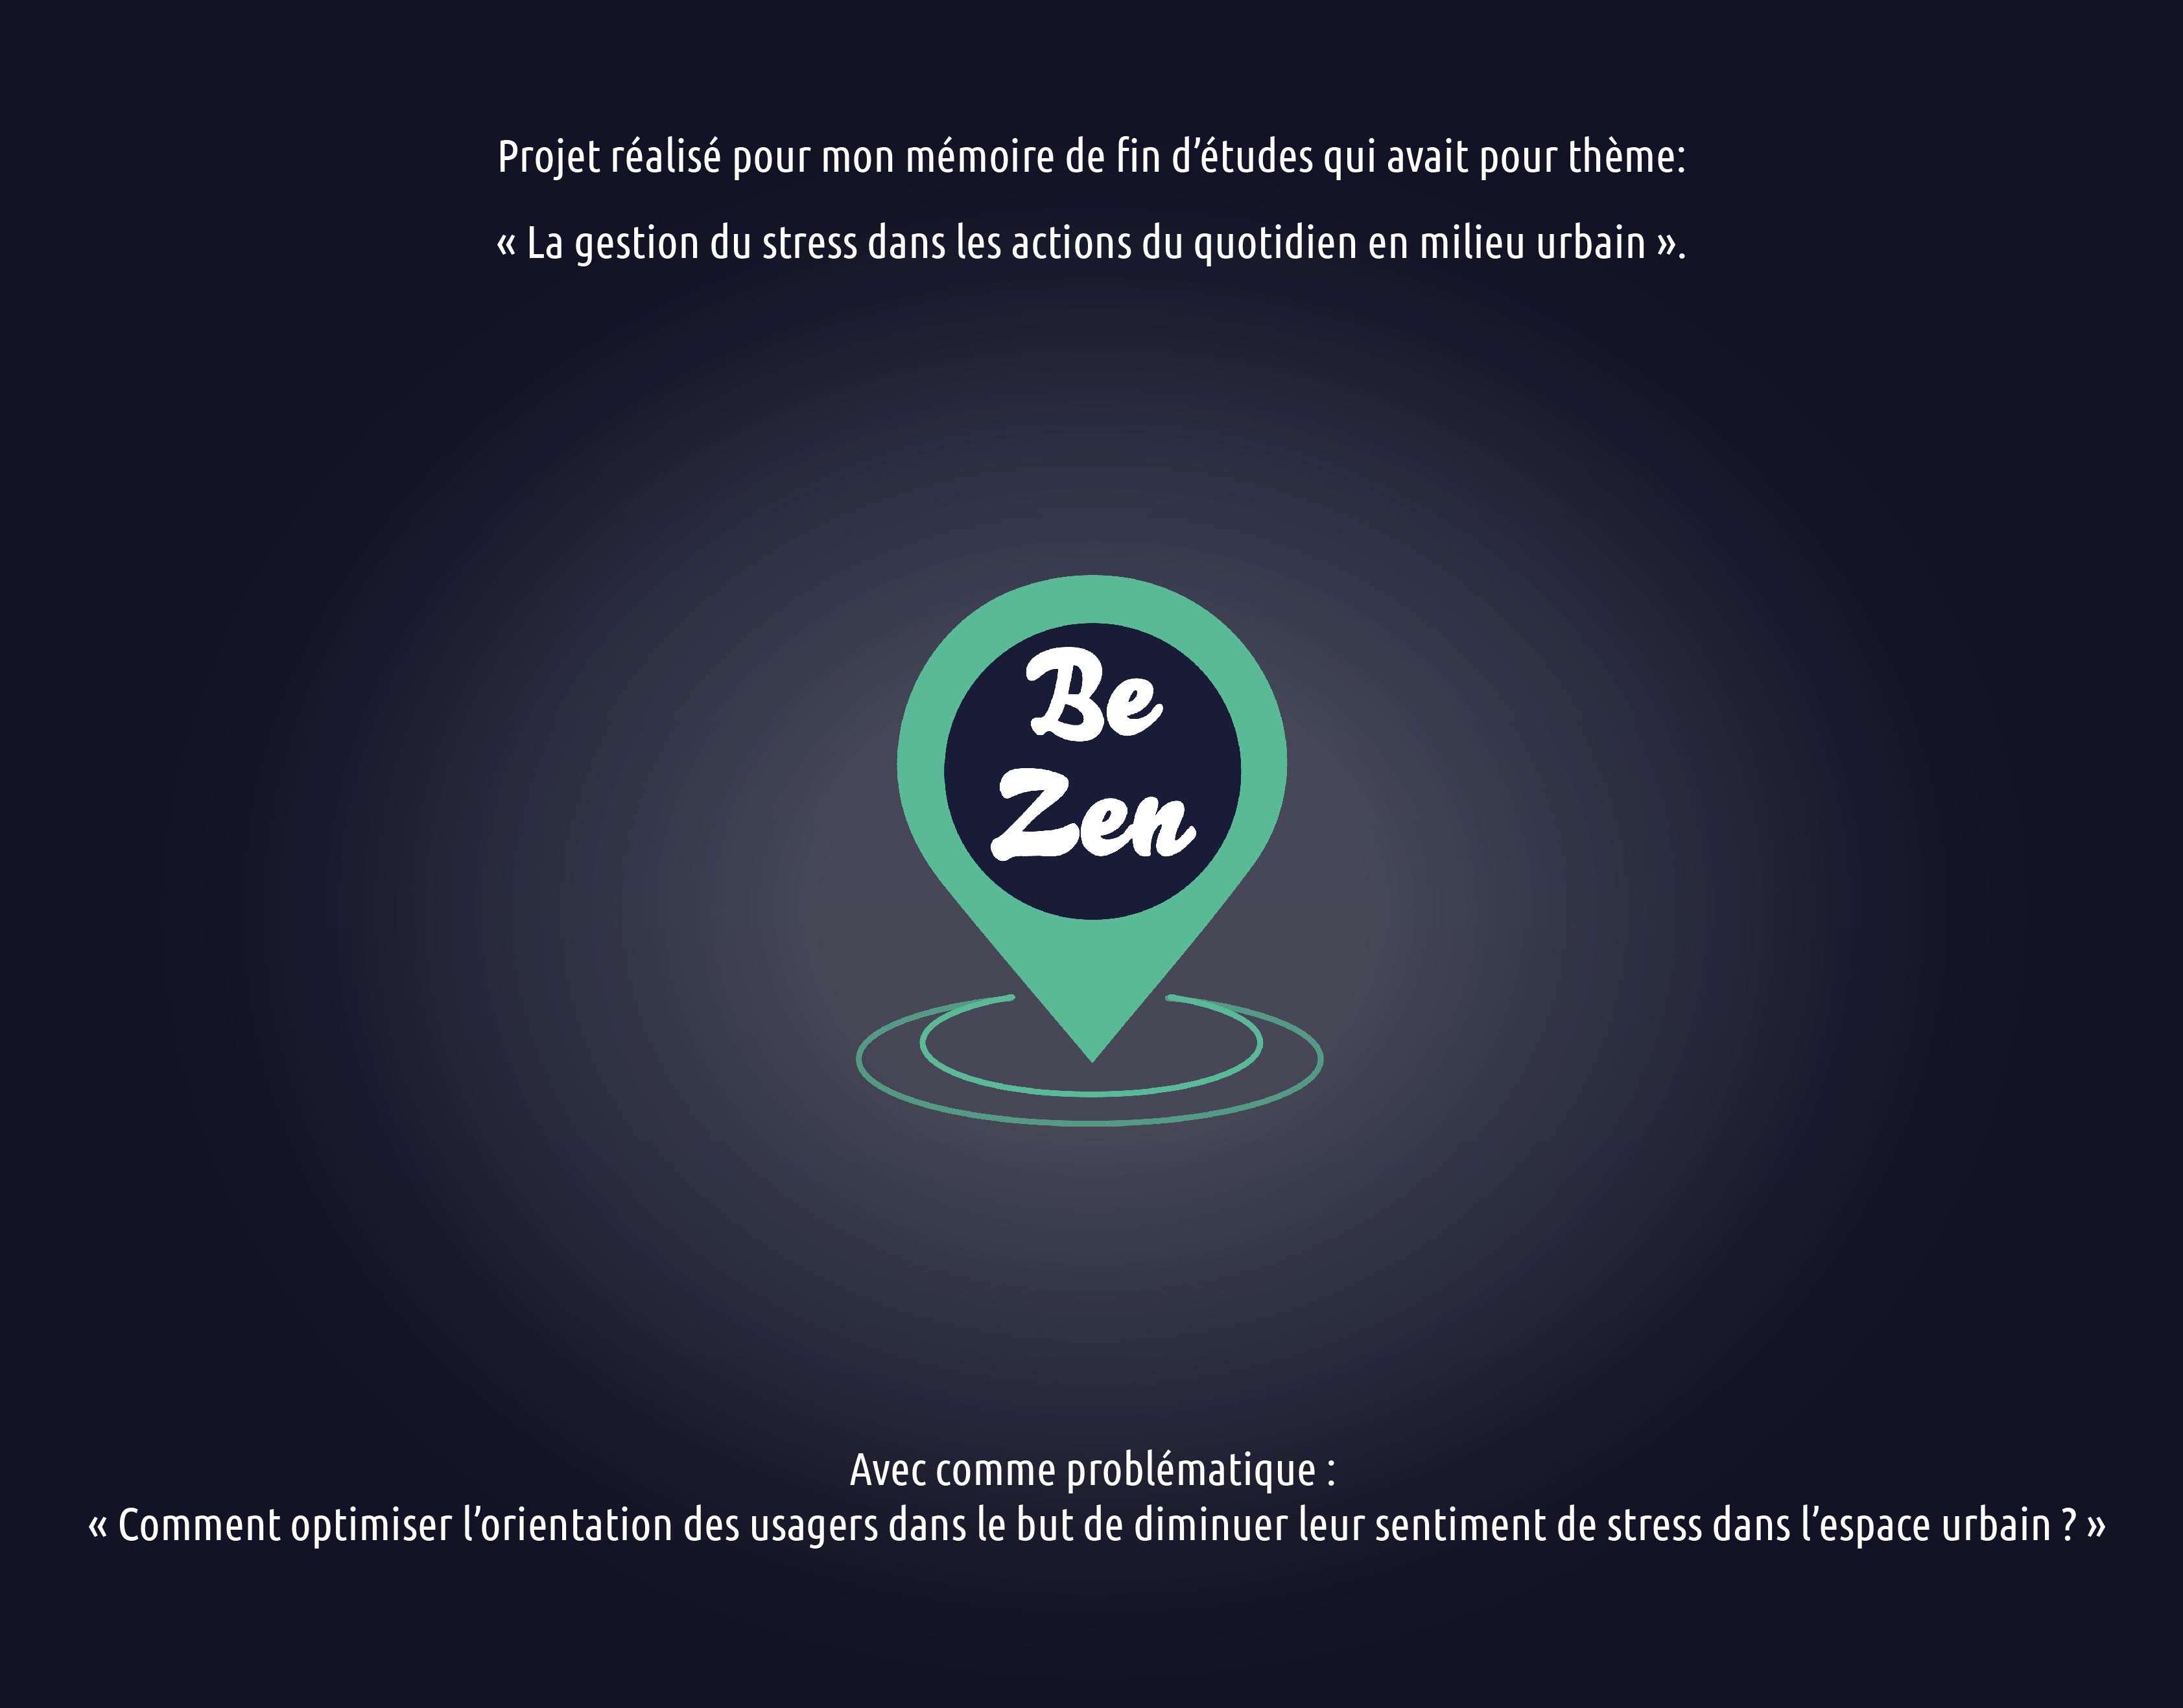 Projet réalisé pour mon mémoire de fin d’études qui avait pour thème:
« La gestion du stress dans les actions du quotidien en milieu urbain ».
Be
Zen
Avec comme problématique :
« Comment optimiser l’orientation des usagers dans le but de diminuer leur sentiment de stress dans l’espace urbain ? »